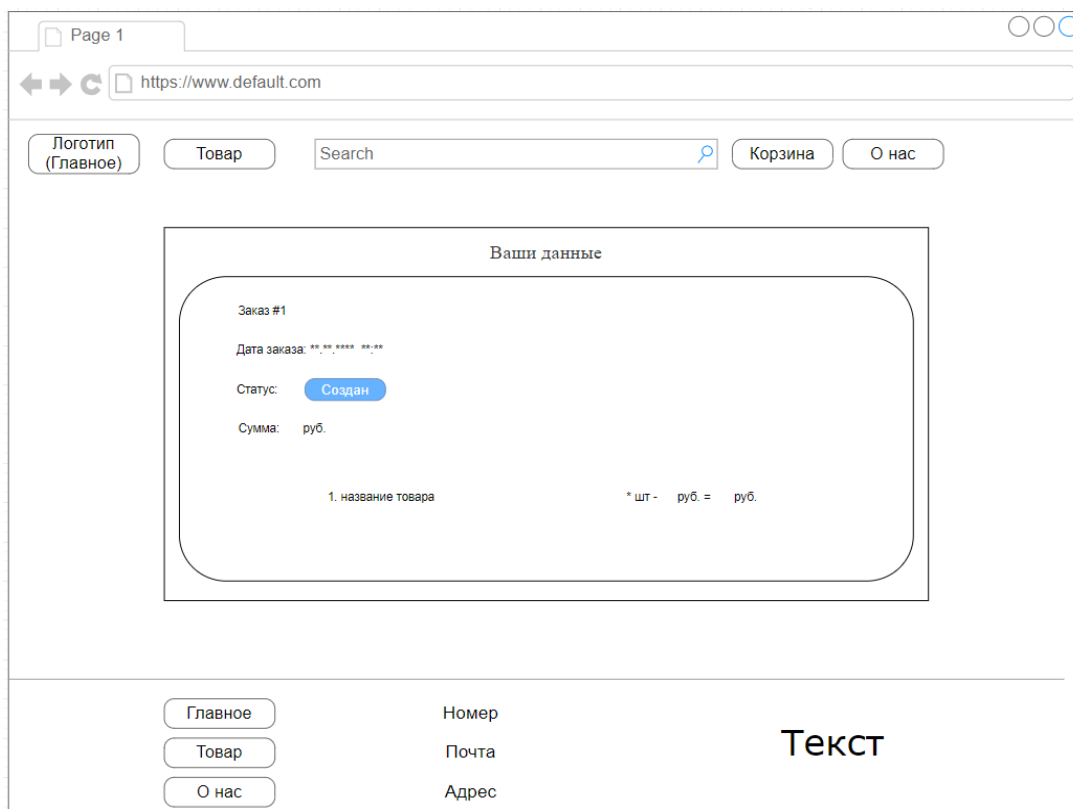 Page 1
https://www.default.com
Логотип
(Главное)
Товар
Search
Корзина
О нас
Ваши данные
Заказ #1
Дата заказа: **.**.**** **:**
Статус: Создан
Сумма: руб.
1. название товара * шт - руб. = руб.
Главное
Номер
Текст
Товар
Почта
О нас
Адрес